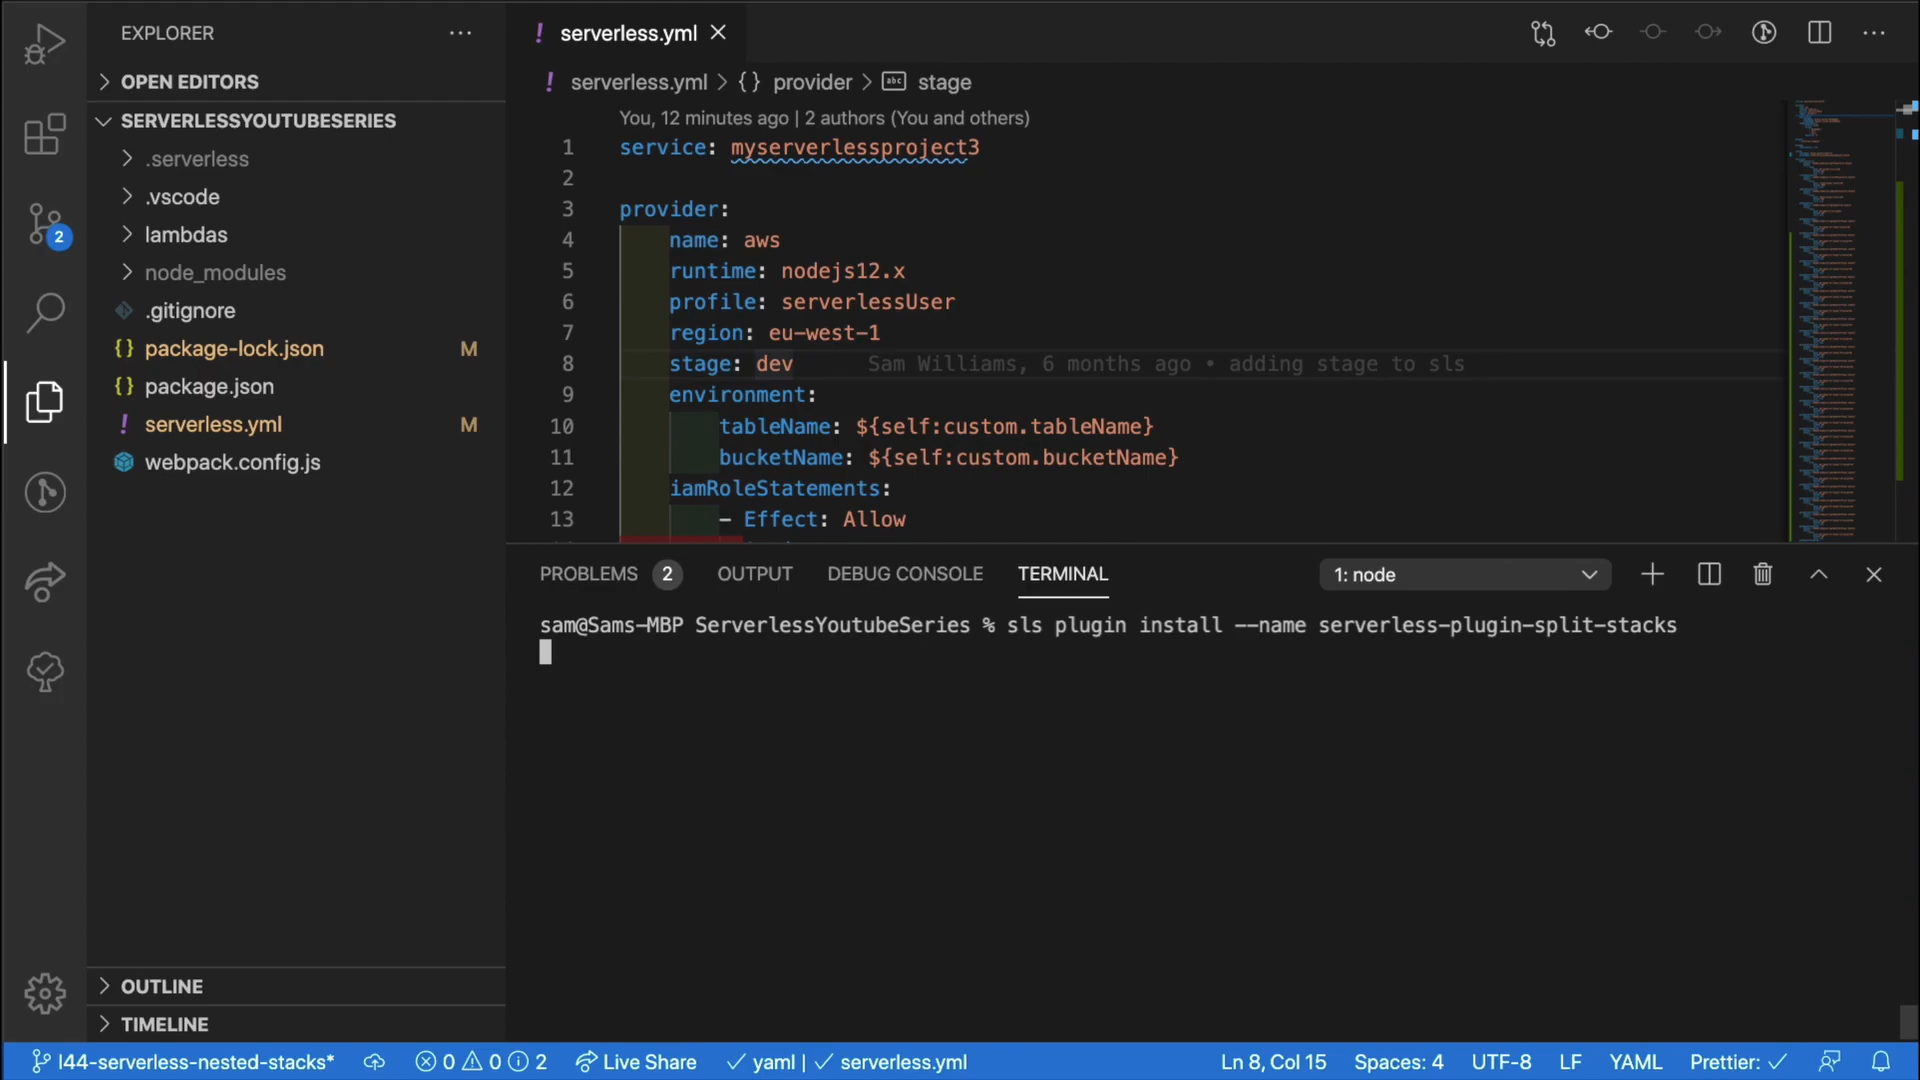 EXPLORER
OPEN EDITORS
SERVERLESSYOUTUBESERIES
.serverless
.vscode
lambdas
node_modules
.gitignore
package-lock.json M
package.json
serverless.yml M
webpack.config.js
OUTLINE
TIMELINE
2
serverless.yml
serverless.yml > {} provider > abc stage
You, 12 minutes ago | 2 authors (You and others)
1 service: myserverlessproject3
2
3 provider:
4 name: aws
5 runtime: nodejs12.x
6 profile: serverlessUser
7 region: eu-west-1
8 stage: dev Sam Williams, 6 months ago • adding stage to sls
9 environment:
10 tableName: ${self:custom.tableName}
11 bucketName: ${self:custom.bucketName}
12 iamRoleStatements:
13 - Effect: Allow
PROBLEMS 2 OUTPUT DEBUG CONSOLE TERMINAL 1: node
sam@Sams-MBP ServerlessYoutubeSeries % sls plugin install --name serverless-plugin-split-stacks
l44-serverless-nested-stacks* 0 0 2 Live Share yaml | serverless.yml Ln 8, Col 15 Spaces: 4 UTF-8 LF YAML Prettier: